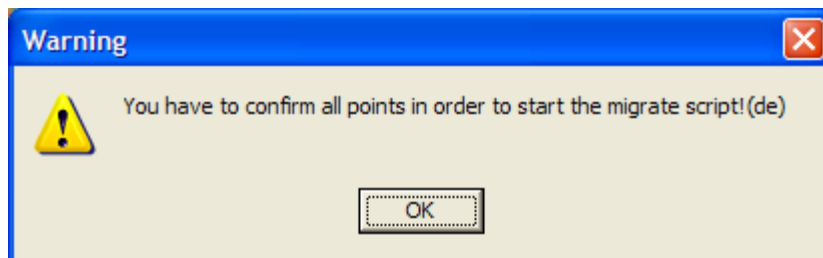 Warning
You have to confirm all points in order to start the migrate script!(de)
OK